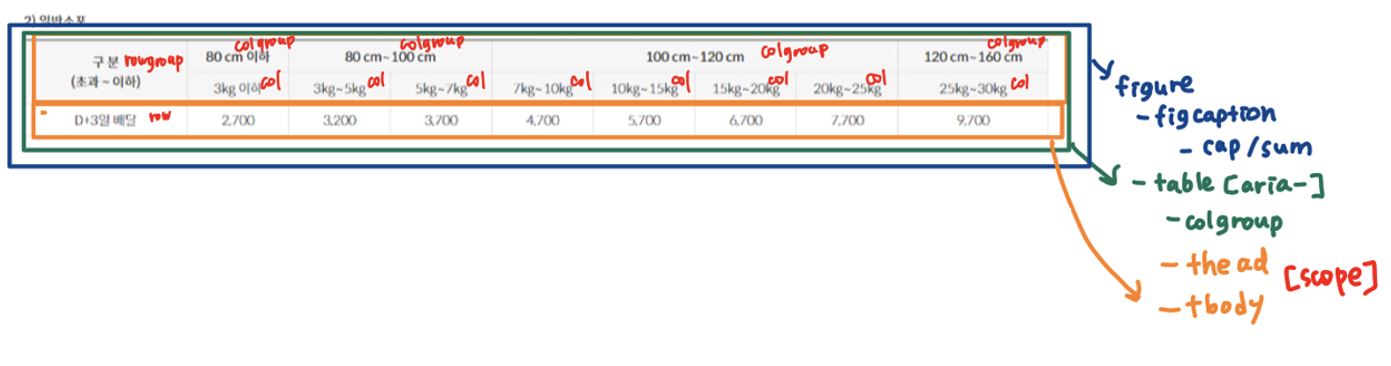 2) 일반소포
구분 rowgroup
(초과 ~ 이하)
80 cm 이하 colgroup
80 cm~100 cm colgroup
100 cm~120 cm colgroup
120 cm~160 cm colgroup
3kg 이하 col
3kg~5kg col
5kg~7kg col
7kg~10kg col
10kg~15kg col
15kg~20kg col
20kg~25kg col
25kg~30kg col
D+3일 배달 row 2,700 3,200 3,700 4,700 5,700 6,700 7,700 9,700
figure
- figcaption
- cap/sum
- table [aria-]
- colgroup
- thead [scope]
- tbody